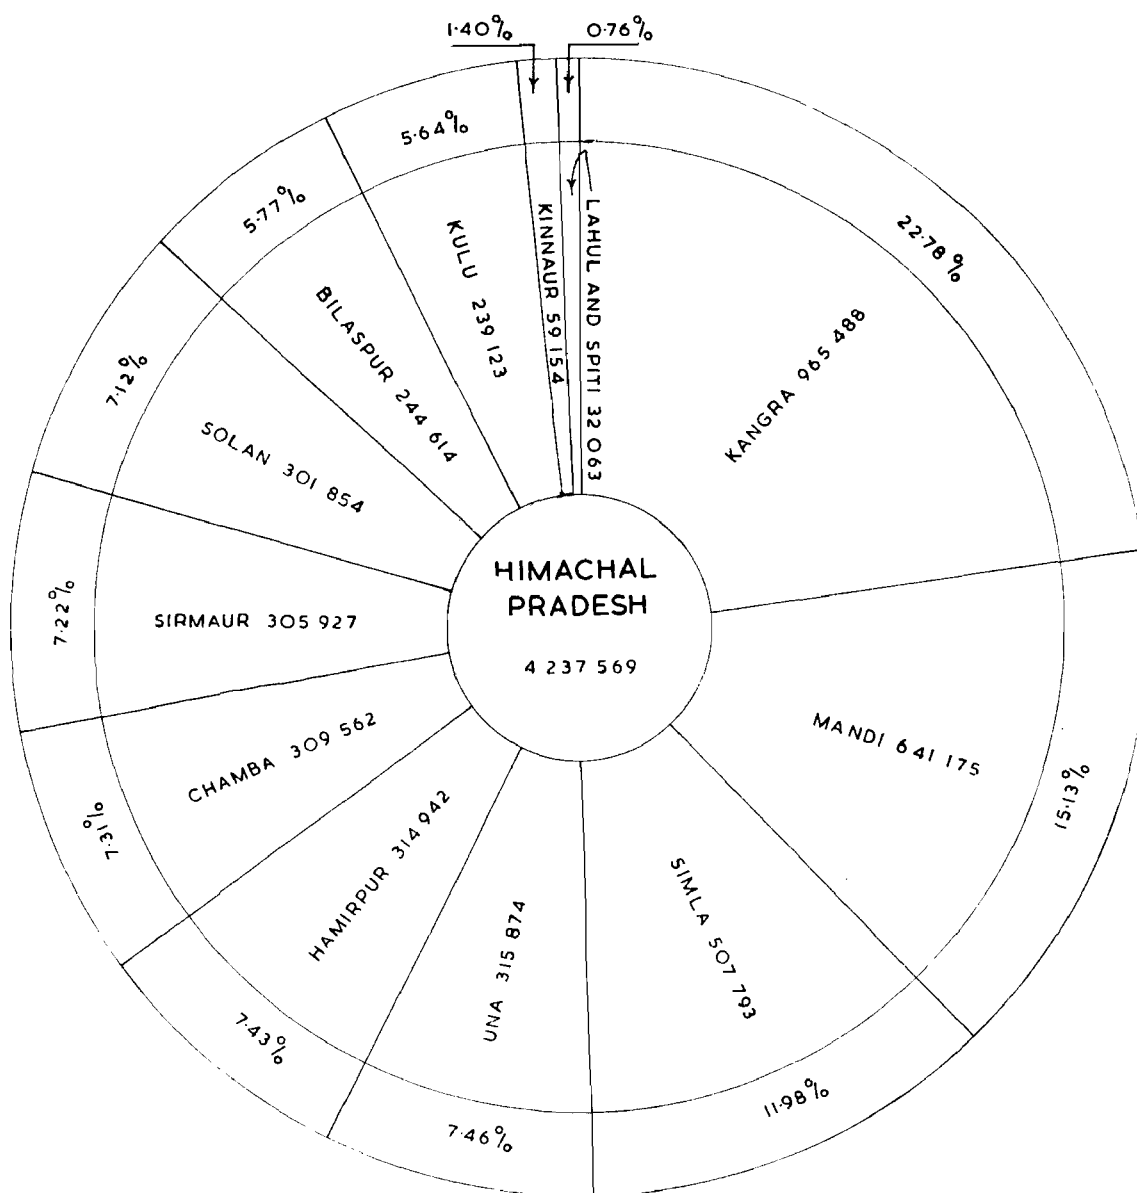 1·40%
0·76%
5·64%
5·77%
7·12%
7·22%
7·31%
7·43%
7·46%
11·98%
15·13%
22·78%
KULU 239 123
KINNAUR 59 154
LAHUL AND SPITI 32 063
KANGRA 965 488
BILASPUR 244 614
SOLAN 301 854
SIRMAUR 305 927
CHAMBA 309 562
HAMIRPUR 314 942
UNA 315 874
SIMLA 507 793
MANDI 641 175
HIMACHAL
PRADESH
4 237 569